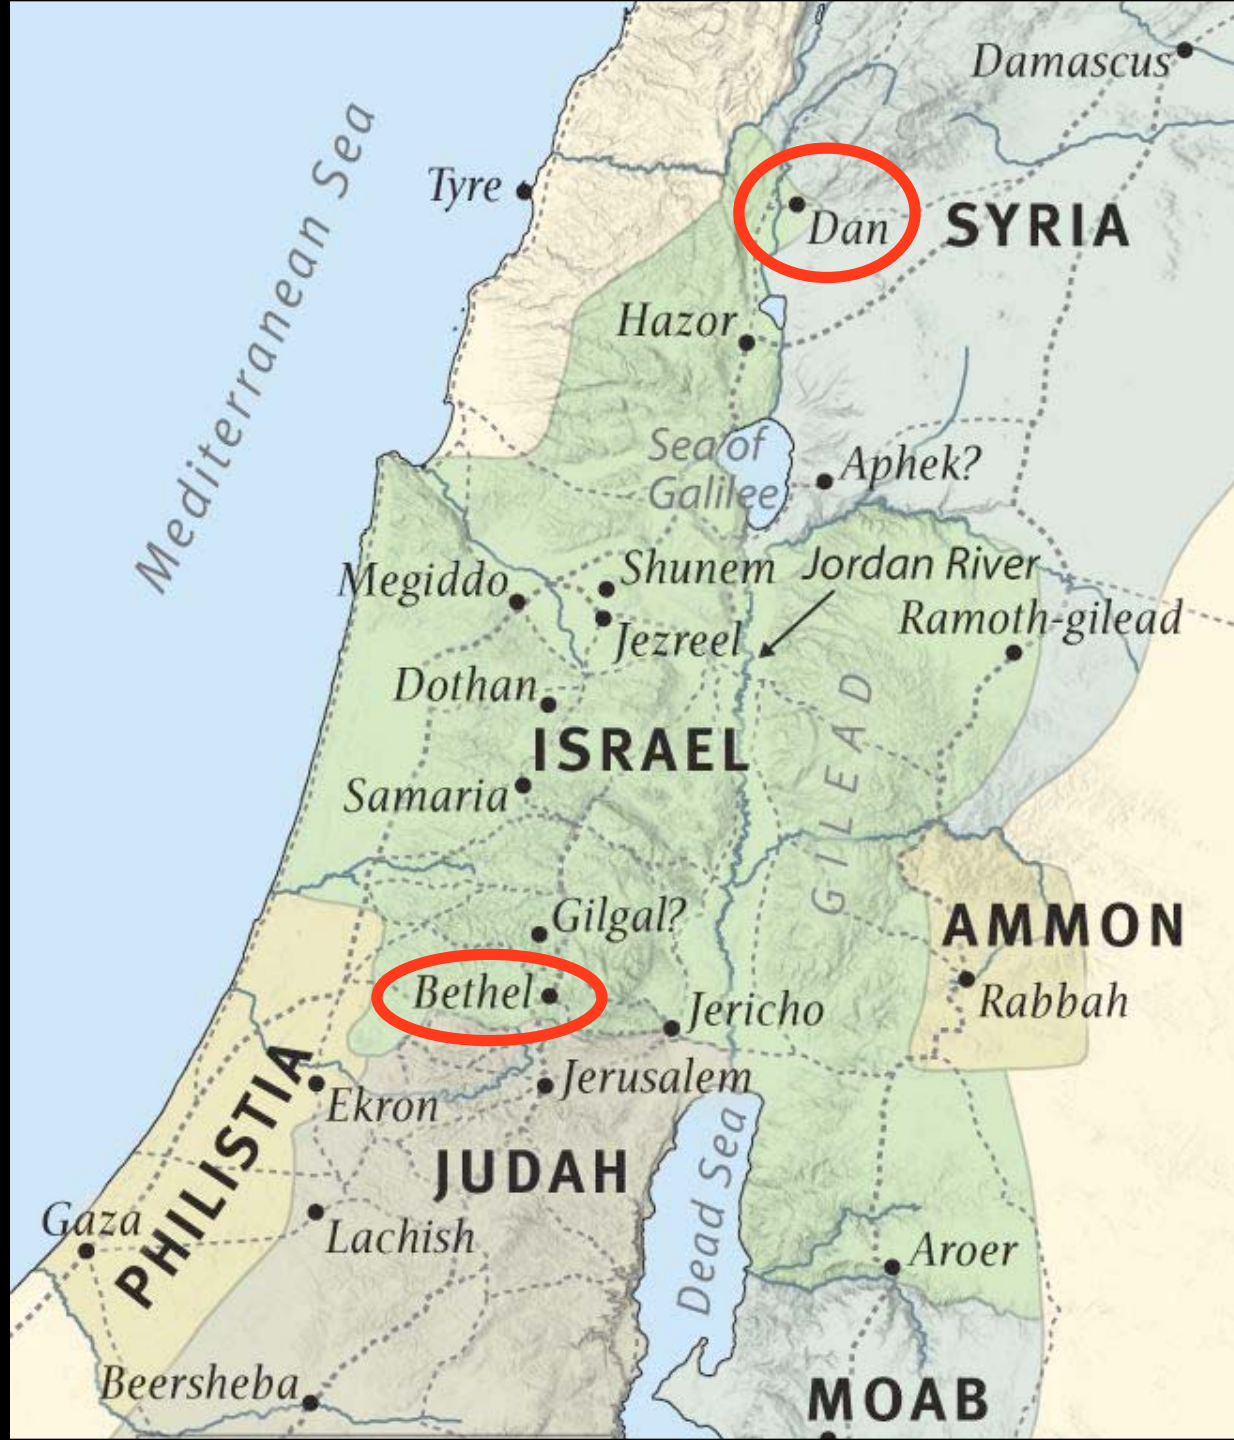 Damascus
Mediterranean Sea
Tyre
Dan
SYRIA
Hazor
Sea of
Galilee
Aphek?
Megiddo
Shunem
Jordan River
Ramoth-gilead
Jezreel
Dothan
ISRAEL
GILEAD
Samaria
Gilgal?
AMMON
Bethel
Jericho
Rabbah
Jerusalem
PHILISTIA
Ekron
JUDAH
Dead Sea
Gaza
Lachish
Aroer
Beersheba
MOAB